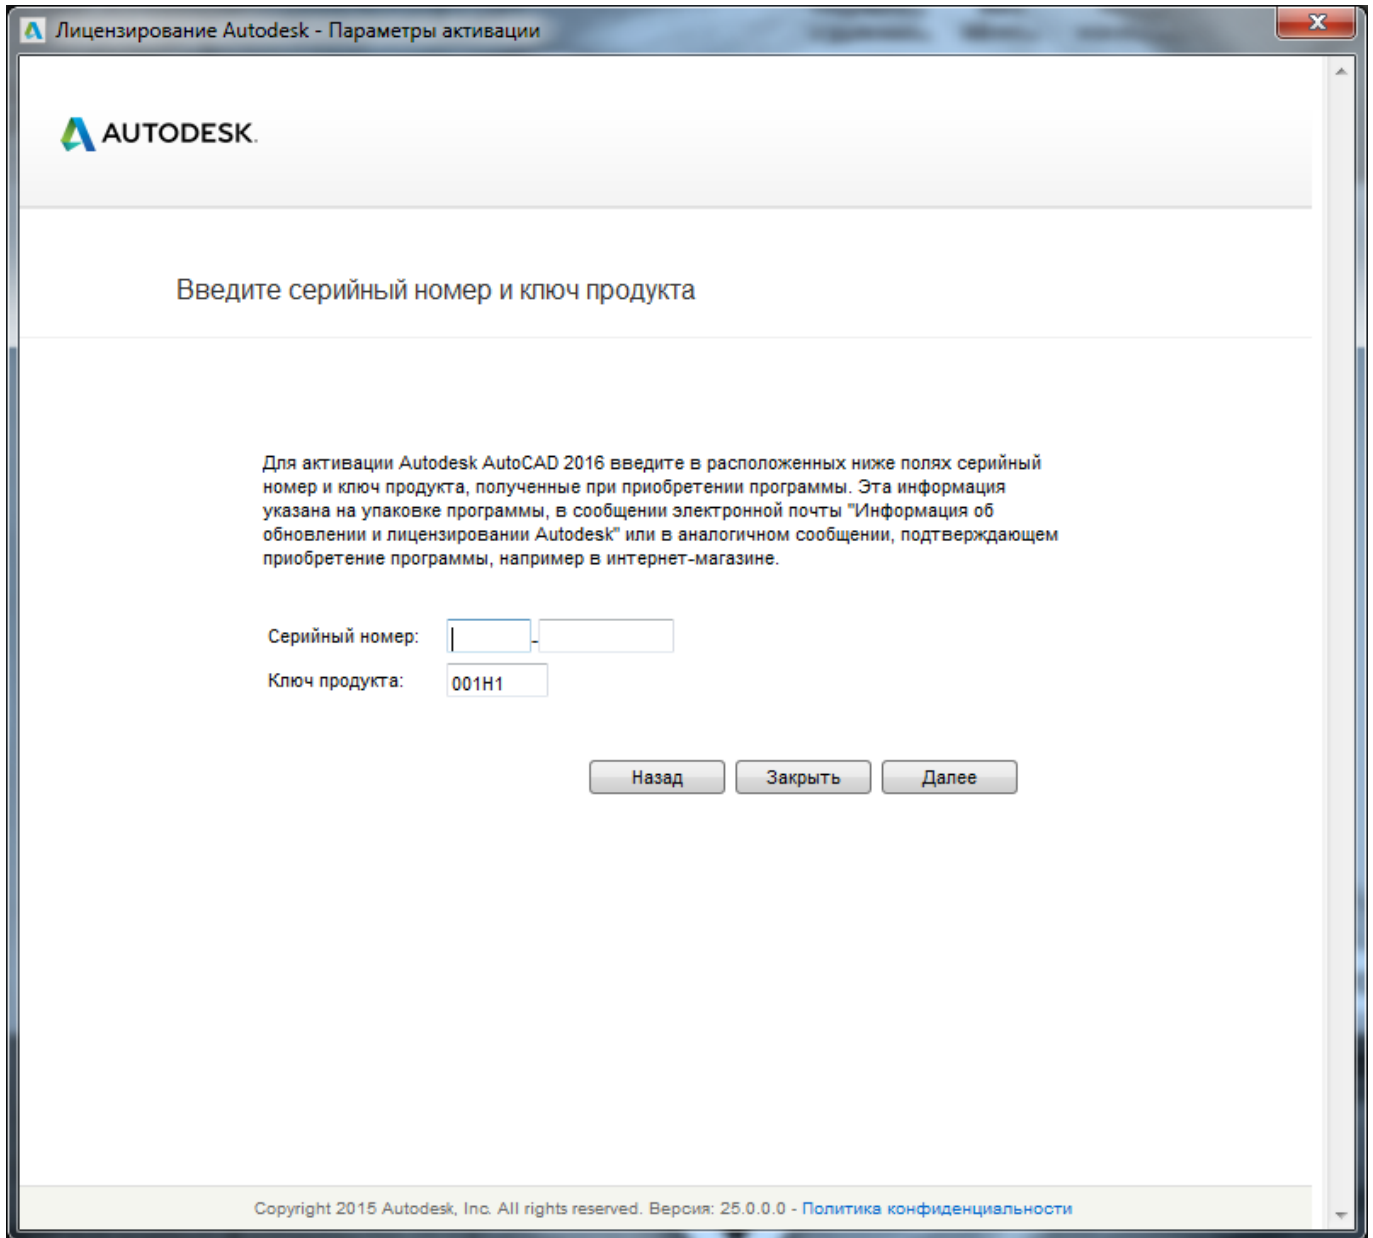 Лицензирование Autodesk - Параметры активации
AUTODESK.
Введите серийный номер и ключ продукта
Для активации Autodesk AutoCAD 2016 введите в расположенных ниже полях серийный
номер и ключ продукта, полученные при приобретении программы. Эта информация
указана на упаковке программы, в сообщении электронной почты "Информация об
обновлении и лицензировании Autodesk" или в аналогичном сообщении, подтверждающем
приобретение программы, например в интернет-магазине.
Серийный номер: -
Ключ продукта: 001H1
Назад Закрыть Далее
Copyright 2015 Autodesk, Inc. All rights reserved. Версия: 25.0.0.0 - Политика конфиденциальности